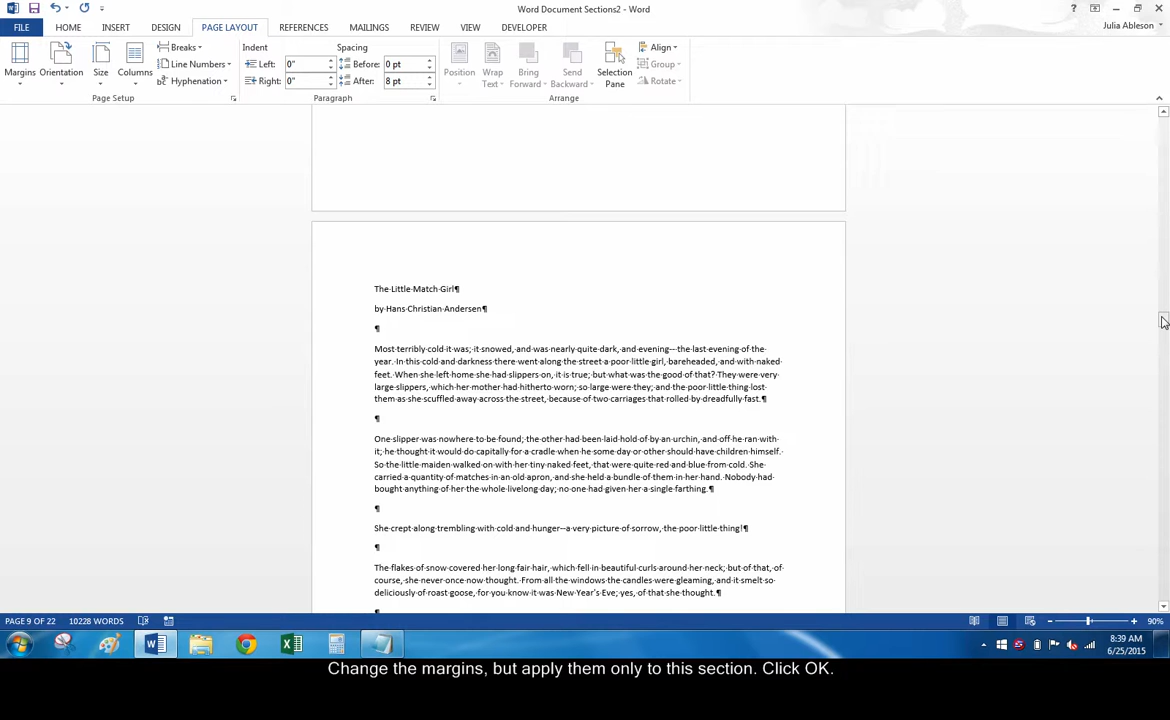 Word Document Sections2 - Word
?
Julia Ableson
FILE HOME INSERT DESIGN PAGE LAYOUT REFERENCES MAILINGS REVIEW VIEW DEVELOPER
Margins
Orientation
Size
Columns
Breaks
Line Numbers
Hyphenation
Page Setup
Indent
Left: 0"
Right: 0"
Spacing
Before: 0 pt
After: 8 pt
Paragraph
Position
Wrap Text
Bring Forward
Send Backward
Selection Pane
Align
Group
Rotate
Arrange
The·Little·Match·Girl¶
by·Hans·Christian·Andersen¶
¶
Most·terribly·cold·it·was;·it·snowed,·and·was·nearly·quite·dark,·and·evening--·the·last·evening·of·the·
year.·In·this·cold·and·darkness·there·went·along·the·street·a·poor·little·girl,·bareheaded,·and·with·naked·
feet.·When·she·left·home·she·had·slippers·on,·it·is·true;·but·what·was·the·good·of·that?·They·were·very·
large·slippers,·which·her·mother·had·hitherto·worn;·so·large·were·they;·and·the·poor·little·thing·lost·
them·as·she·scuffled·away·across·the·street,·because·of·two·carriages·that·rolled·by·dreadfully·fast.¶
¶
One·slipper·was·nowhere·to·be·found;·the·other·had·been·laid·hold·of·by·an·urchin,·and·off·he·ran·with·
it;·he·thought·it·would·do·capitally·for·a·cradle·when·he·some·day·or·other·should·have·children·himself.·
So·the·little·maiden·walked·on·with·her·tiny·naked·feet,·that·were·quite·red·and·blue·from·cold.·She·
carried·a·quantity·of·matches·in·an·old·apron,·and·she·held·a·bundle·of·them·in·her·hand.·Nobody·had·
bought·anything·of·her·the·whole·livelong·day;·no·one·had·given·her·a·single·farthing.¶
¶
She·crept·along·trembling·with·cold·and·hunger--a·very·picture·of·sorrow,·the·poor·little·thing!¶
¶
The·flakes·of·snow·covered·her·long·fair·hair,·which·fell·in·beautiful·curls·around·her·neck;·but·of·that,·of·
course,·she·never·once·now·thought.·From·all·the·windows·the·candles·were·gleaming,·and·it·smelt·so·
deliciously·of·roast·goose,·for·you·know·it·was·New·Year's·Eve;·yes,·of·that·she·thought.¶
¶
PAGE 9 OF 22 10228 WORDS 90%
8:39 AM
6/25/2015
Change the margins, but apply them only to this section. Click OK.